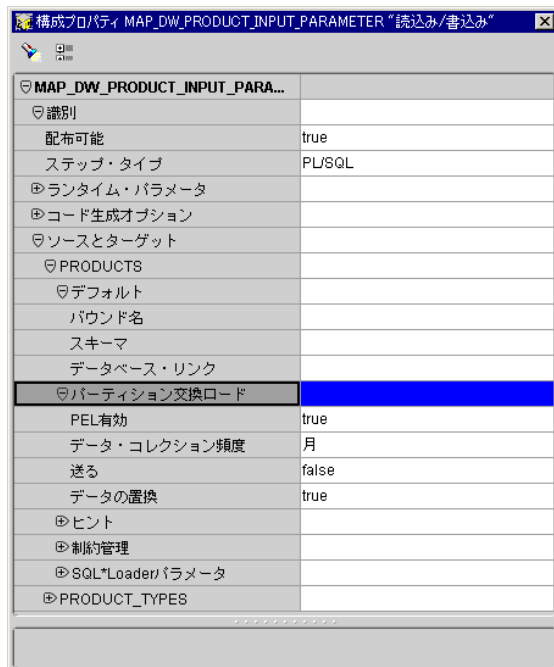 構成プロパティ MAP_DW_PRODUCT_INPUT_PARAMETER "読込み/書込み"
MAP_DW_PRODUCT_INPUT_PARA...
識別
配布可能 true
ステップ・タイプ PL/SQL
ランタイム・パラメータ
コード生成オプション
ソースとターゲット
PRODUCTS
デフォルト
バウンド名
スキーマ
データベース・リンク
パーティション交換ロード
PEL有効 true
データ・コレクション頻度 月
送る false
データの置換 true
ヒント
制約管理
SQL*Loaderパラメータ
PRODUCT_TYPES